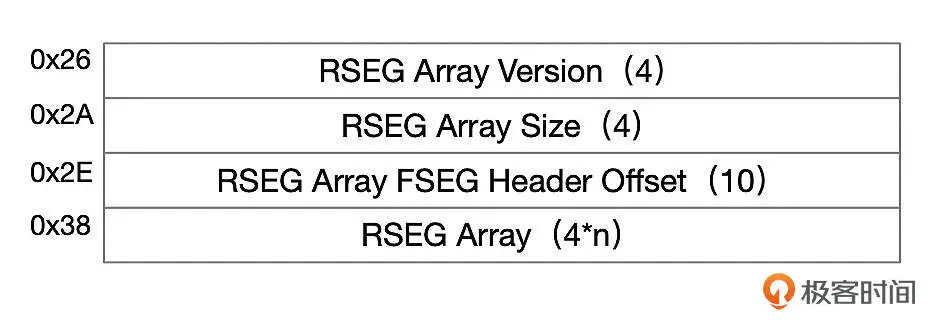 0x26 RSEG Array Version（4）
0x2A RSEG Array Size（4）
0x2E RSEG Array FSEG Header Offset（10）
0x38 RSEG Array（4*n）
极客时间